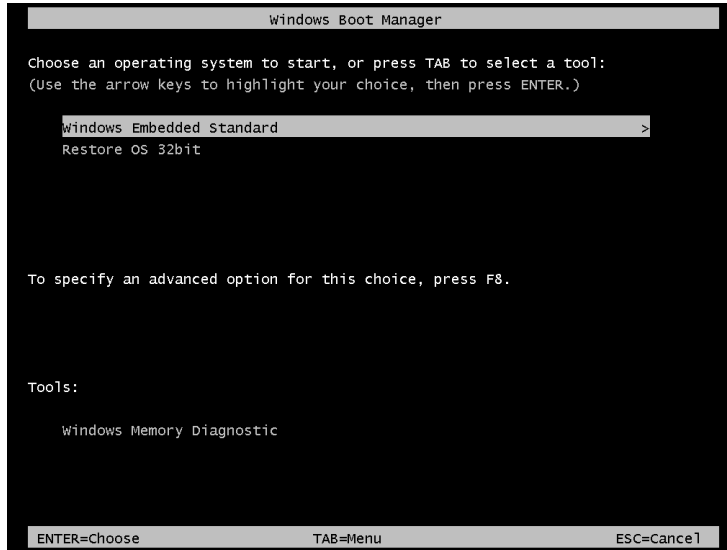 Windows Boot Manager
Choose an operating system to start, or press TAB to select a tool:
(Use the arrow keys to highlight your choice, then press ENTER.)
Windows Embedded Standard >
Restore OS 32bit
To specify an advanced option for this choice, press F8.
Tools:
Windows Memory Diagnostic
ENTER=Choose TAB=Menu ESC=Cancel